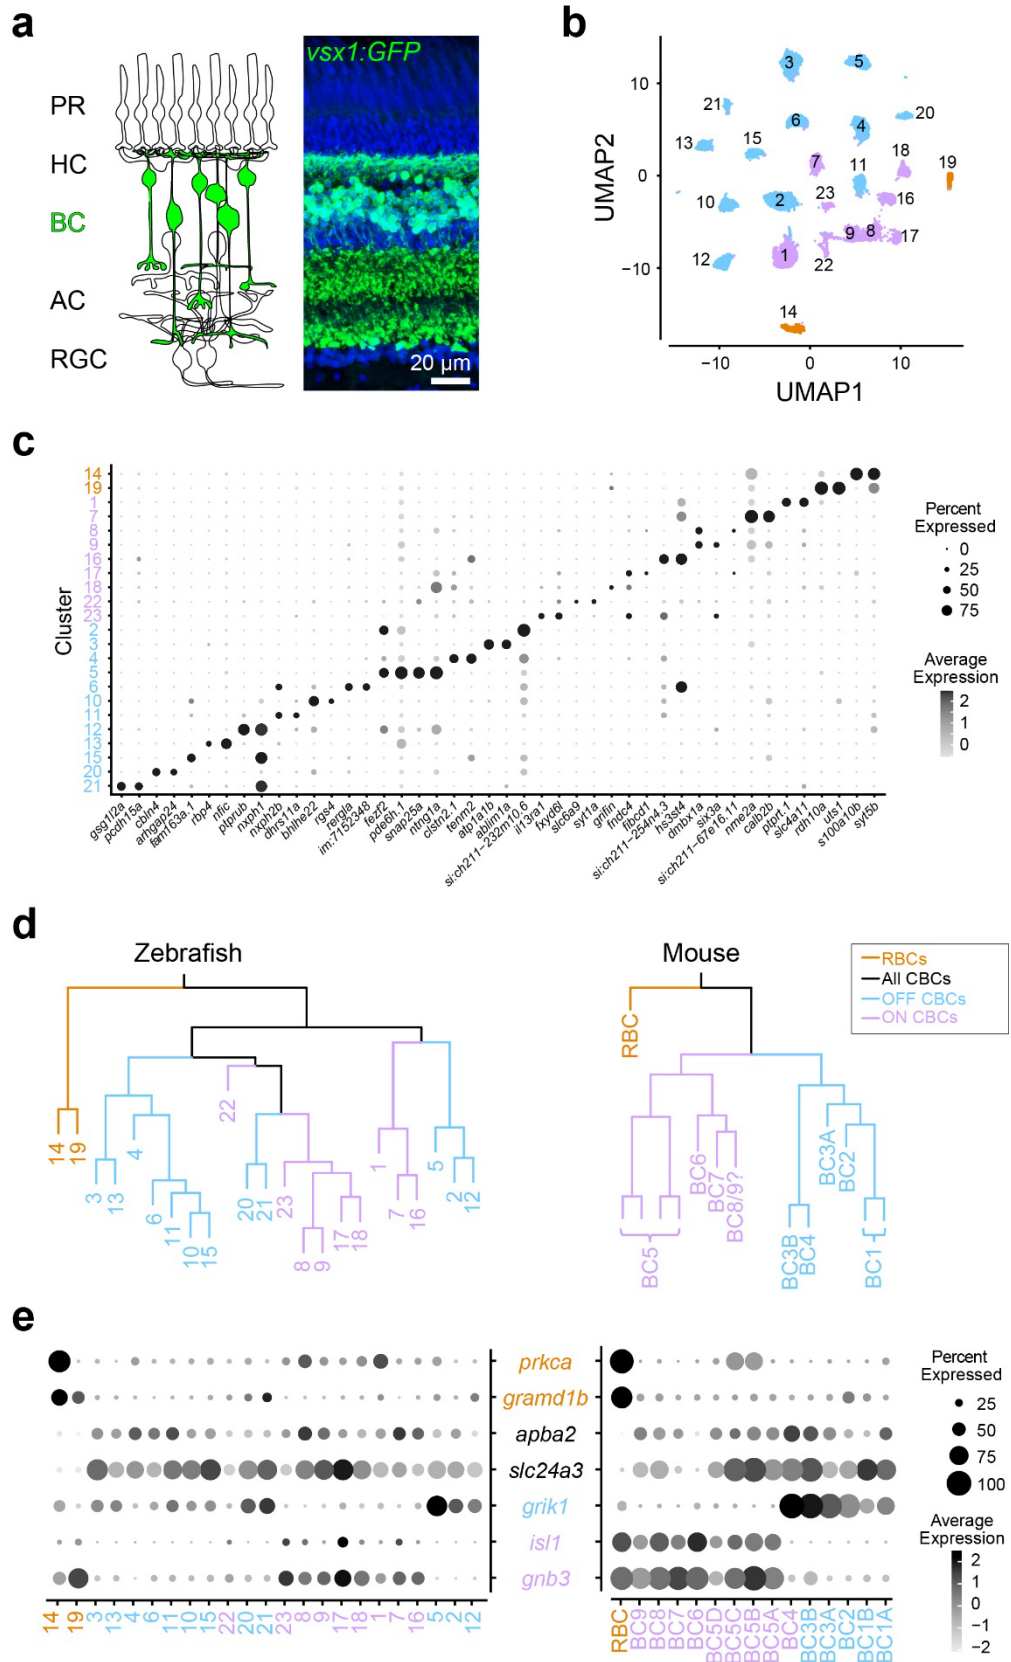 a
vsx1:GFP
PR
HC
BC
AC
RGC
20 µm
b
UMAP2
10
0
−10
3
5
21
6
4
20
13
15
7
11
18
19
10
2
23
16
9
8
17
12
1
22
14
−10
0
10
UMAP1
c
Cluster
14
19
1
7
8
9
16
17
18
22
23
2
3
4
5
6
10
11
12
13
15
20
21
gsg1l2a
pcdh15a
cbln4
arhgap24
fam163a.1
rbp4
nfic
ptprub
nxph1
nxph2b
dhrs11a
bhlhe22
rgs4
rergla
im:7152348
fezf2
pde6h.1
snap25a
ntng1a
clstn2.1
tenm2
atp1a1b
ablim1a
si:ch211−232m10.6
il13ra1
fxyd6l
slc6a9
syt1a
fndc4
fibcd1
si:ch211−254n4.3
hs3st4
dmbx1a
six3a
si:ch211−67e16.11
nme2a
calb2b
ptprt.1
slc4a11
rdh10a
uts1
s100a10b
syt5b
Percent
Expressed
0
25
50
75
Average
Expression
2
1
0
d
Zebrafish
14
19
3
13
4
6
11
10
15
22
20
21
23
8
9
17
18
1
7
16
5
2
12
Mouse
RBC
BC5
BC6
BC7
BC8/9?
BC3B
BC4
BC3A
BC2
BC1
RBCs
All CBCs
OFF CBCs
ON CBCs
e
prkca
gramd1b
apba2
slc24a3
grik1
isl1
gnb3
14
19
3
13
4
6
11
10
15
22
20
21
23
8
9
17
18
1
7
16
5
2
12
RBC
BC9
BC8
BC7
BC6
BC5D
BC5C
BC5B
BC5A
BC4
BC3B
BC3A
BC2
BC1B
BC1A
Percent
Expressed
25
50
75
100
Average
Expression
2
1
0
−1
−2